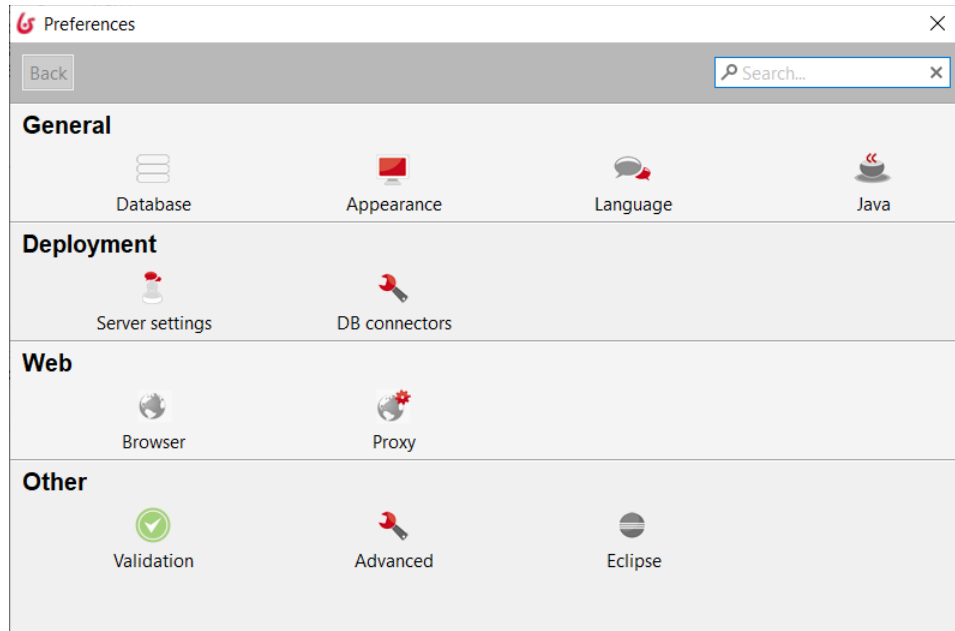 Preferences
Back Search...
General
Database Appearance Language Java
Deployment
Server settings DB connectors
Web
Browser Proxy
Other
Validation Advanced Eclipse